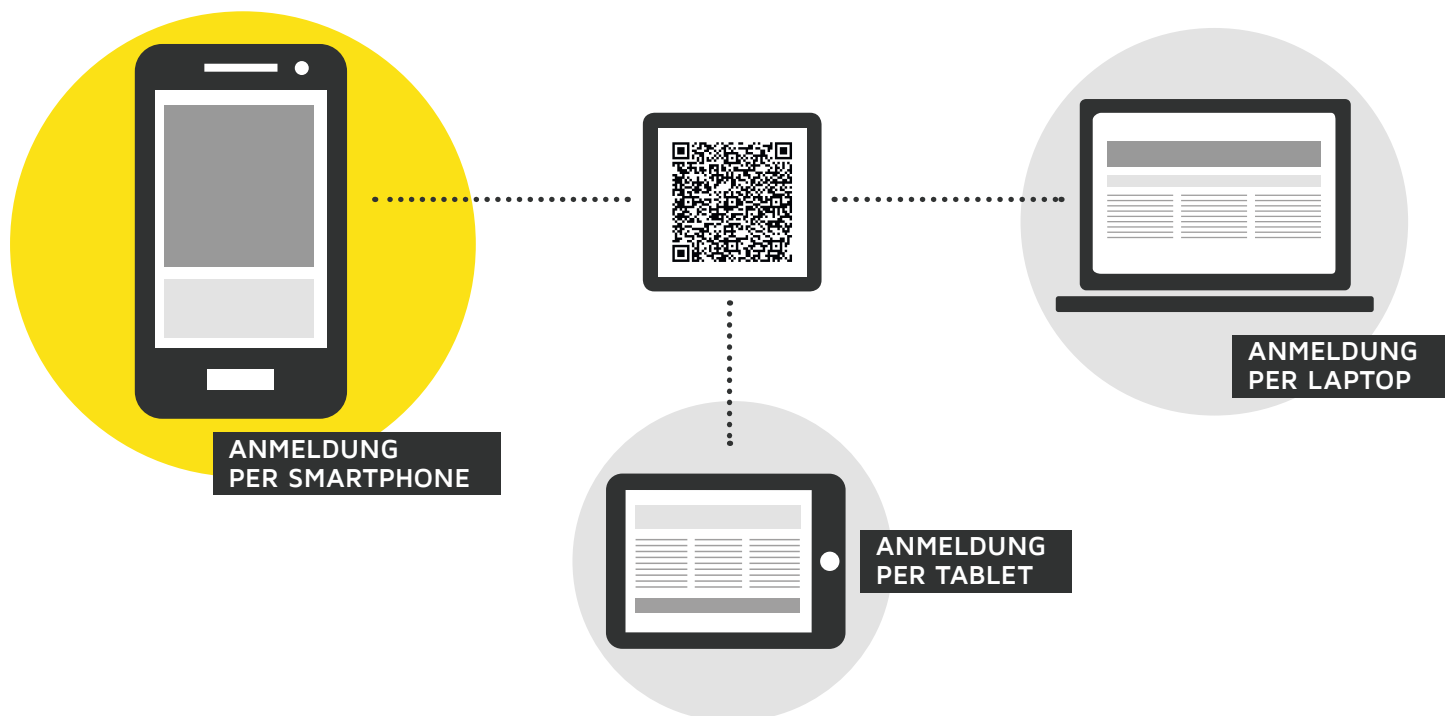 ANMELDUNG
PER SMARTPHONE
ANMELDUNG
PER LAPTOP
ANMELDUNG
PER TABLET